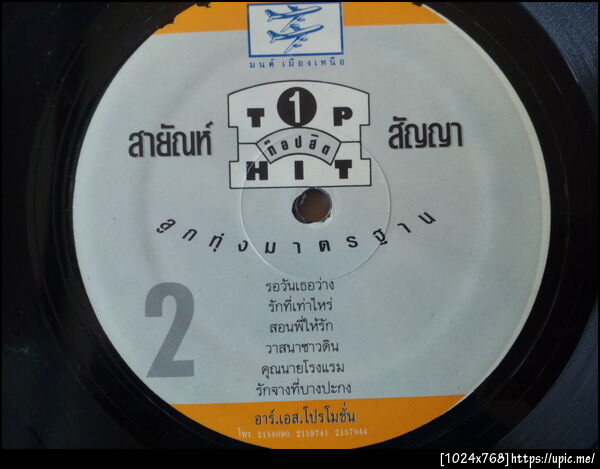 มนต์ เมืองเหนือ
TOP 1
สายัณห์ ท็อปฮิต สัญญา
HIT
ลูกทุ่งมาตรฐาน
2
รอวันเธอว่าง
รักที่เท่าไหร่
สอนพี่ให้รัก
วาสนาชาวดิน
คุณนายโรงแรม
รักจางที่บางปะกง
อาร์.เอส.โปรโมชั่น
โทร. 2158090, 2159741, 2157944
[1024x768]https://upic.me/